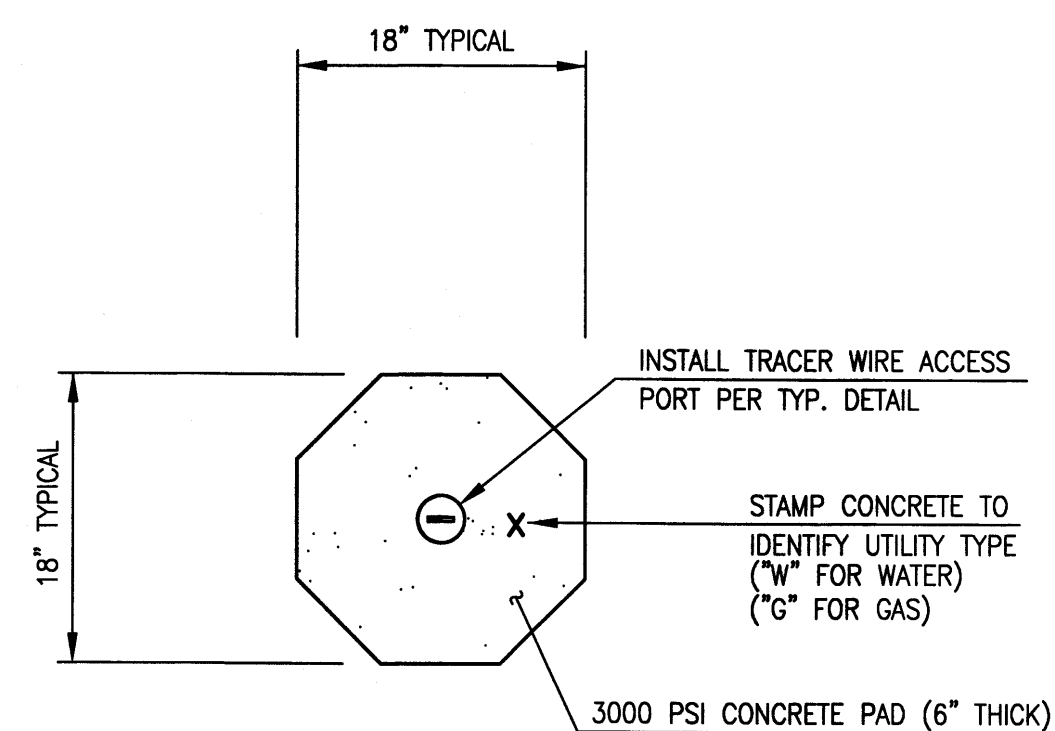 18" TYPICAL
INSTALL TRACER WIRE ACCESS
PORT PER TYP. DETAIL
18" TYPICAL
X
STAMP CONCRETE TO
IDENTIFY UTILITY TYPE
("W" FOR WATER)
("G" FOR GAS)
3000 PSI CONCRETE PAD (6" THICK)